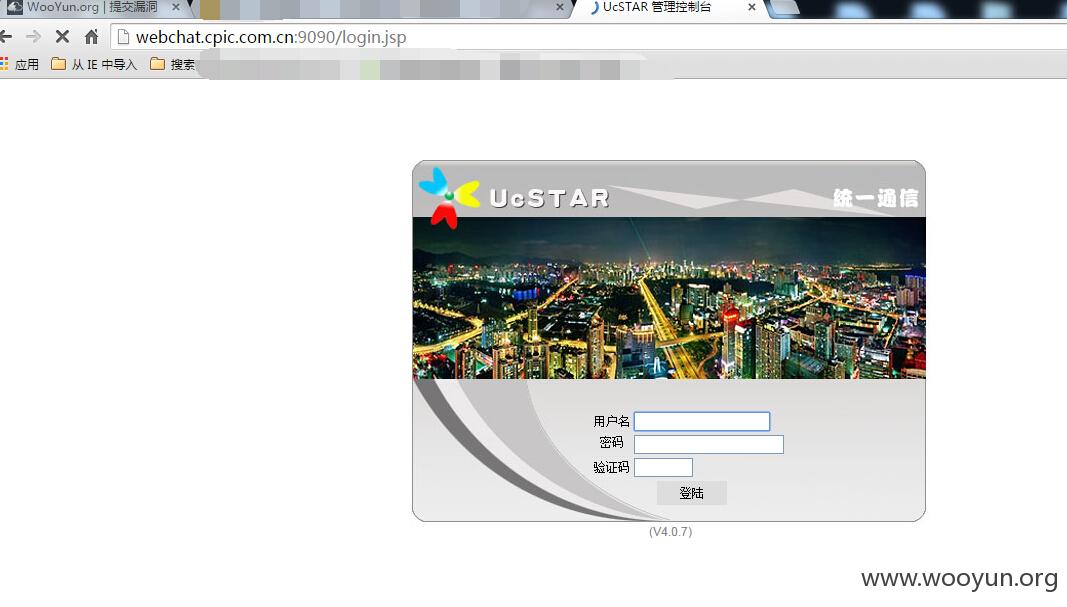 WooYun.org | 提交漏洞
UcSTAR 管理控制台
webchat.cpic.com.cn:9090/login.jsp
应用 从 IE 中导入 搜索
UcSTAR 统一通信
用户名
密码
验证码
登陆
(V4.0.7)
www.wooyun.org